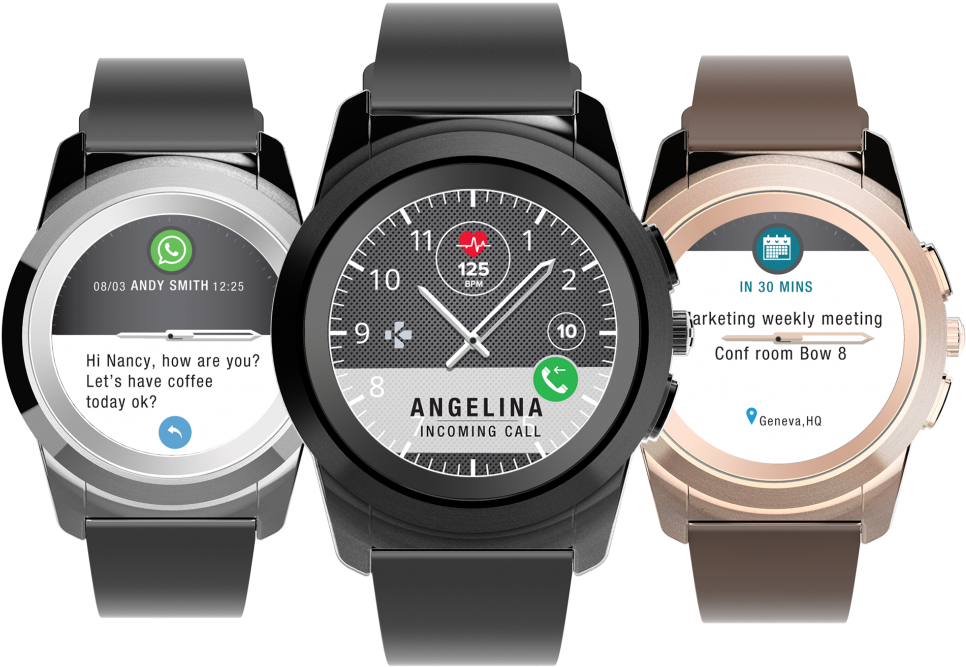 08/03 ANDY SMITH 12:25
Hi Nancy, how are you?
Let's have coffee
today ok?
11
1
125
BPM
10
2
9
10
8
ANGELINA
INCOMING CALL
IN 30 MINS
arketing weekly meeting
Conf room Bow 8
Geneva,HQ